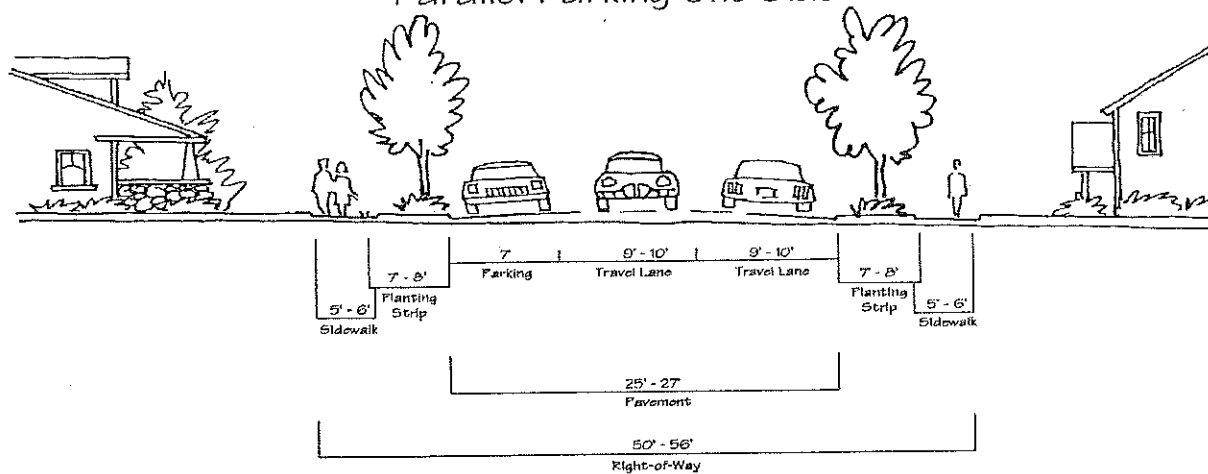 Parallel Parking One Side
7'
Parking
9' - 10'
Travel Lane
9' - 10'
Travel Lane
7' - 8'
Planting
Strip
7' - 8'
Planting
Strip
5' - 6'
Sidewalk
5' - 6'
Sidewalk
25' - 27'
Pavement
50' - 56'
Right-of-Way